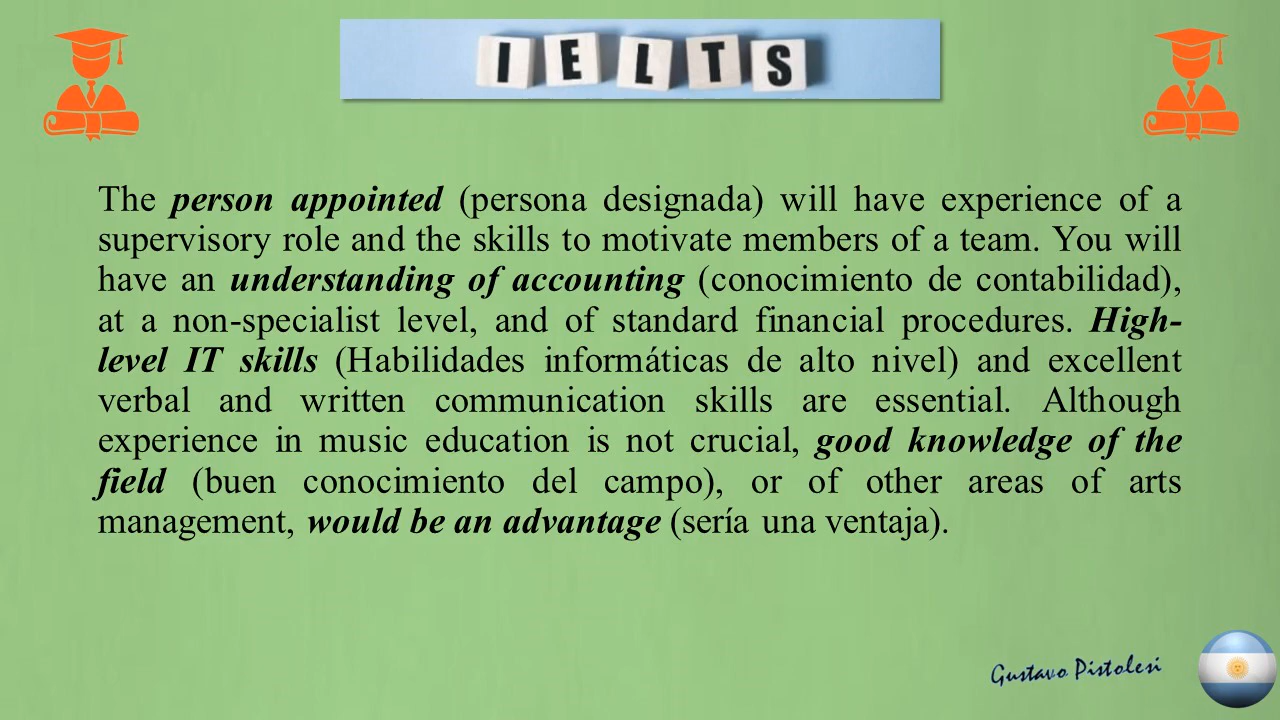 IELTS
The person appointed (persona designada) will have experience of a
supervisory role and the skills to motivate members of a team. You will
have an understanding of accounting (conocimiento de contabilidad),
at a non-specialist level, and of standard financial procedures. High-
level IT skills (Habilidades informáticas de alto nivel) and excellent
verbal and written communication skills are essential. Although
experience in music education is not crucial, good knowledge of the
field (buen conocimiento del campo), or of other areas of arts
management, would be an advantage (sería una ventaja).
Gustavo Pistolesi